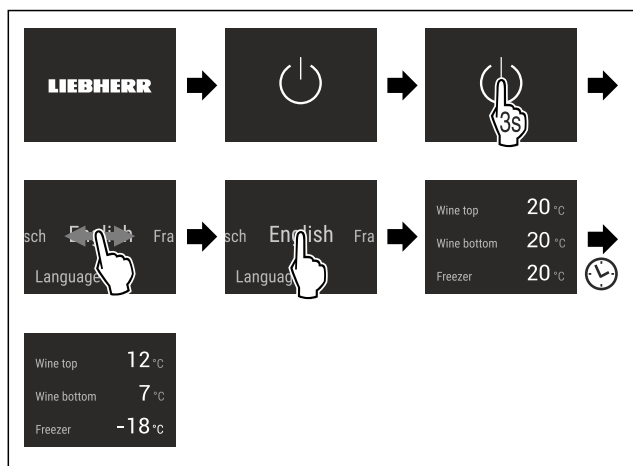 LIEBHERR
3s
sch English Fra
Language
sch English Fra
Languag
Wine top 20 °C
Wine bottom 20 °C
Freezer 20 °C
Wine top 12 °C
Wine bottom 7 °C
Freezer -18 °C